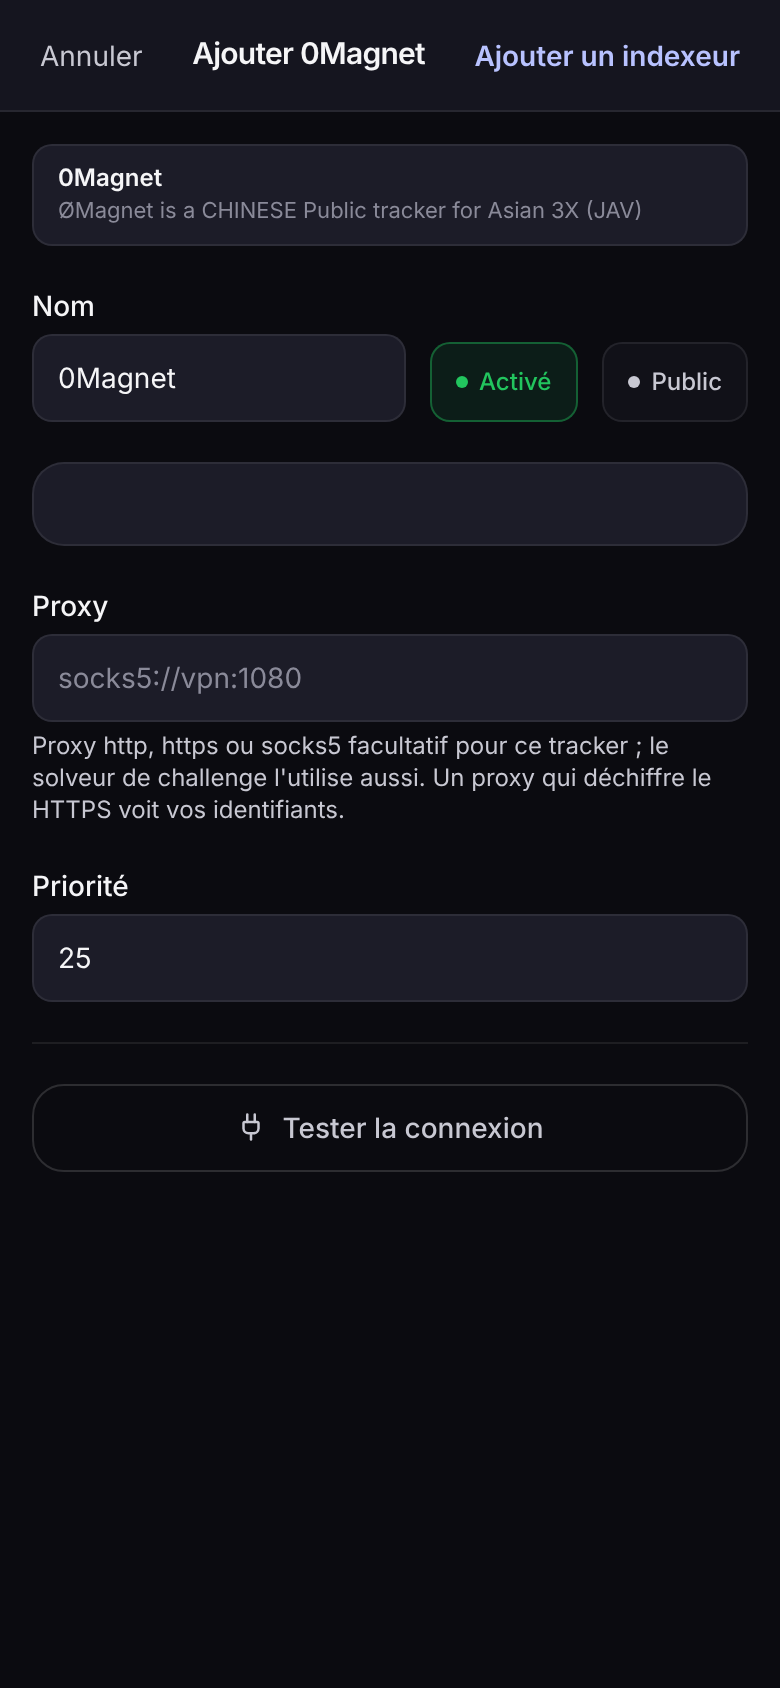 Annuler
Ajouter 0Magnet
Ajouter un indexeur
0Magnet
ØMagnet is a CHINESE Public tracker for Asian 3X (JAV)
Nom
0Magnet
Activé
Public
Proxy
socks5://vpn:1080
Proxy http, https ou socks5 facultatif pour ce tracker ; le
solveur de challenge l'utilise aussi. Un proxy qui déchiffre le
HTTPS voit vos identifiants.
Priorité
25
Tester la connexion